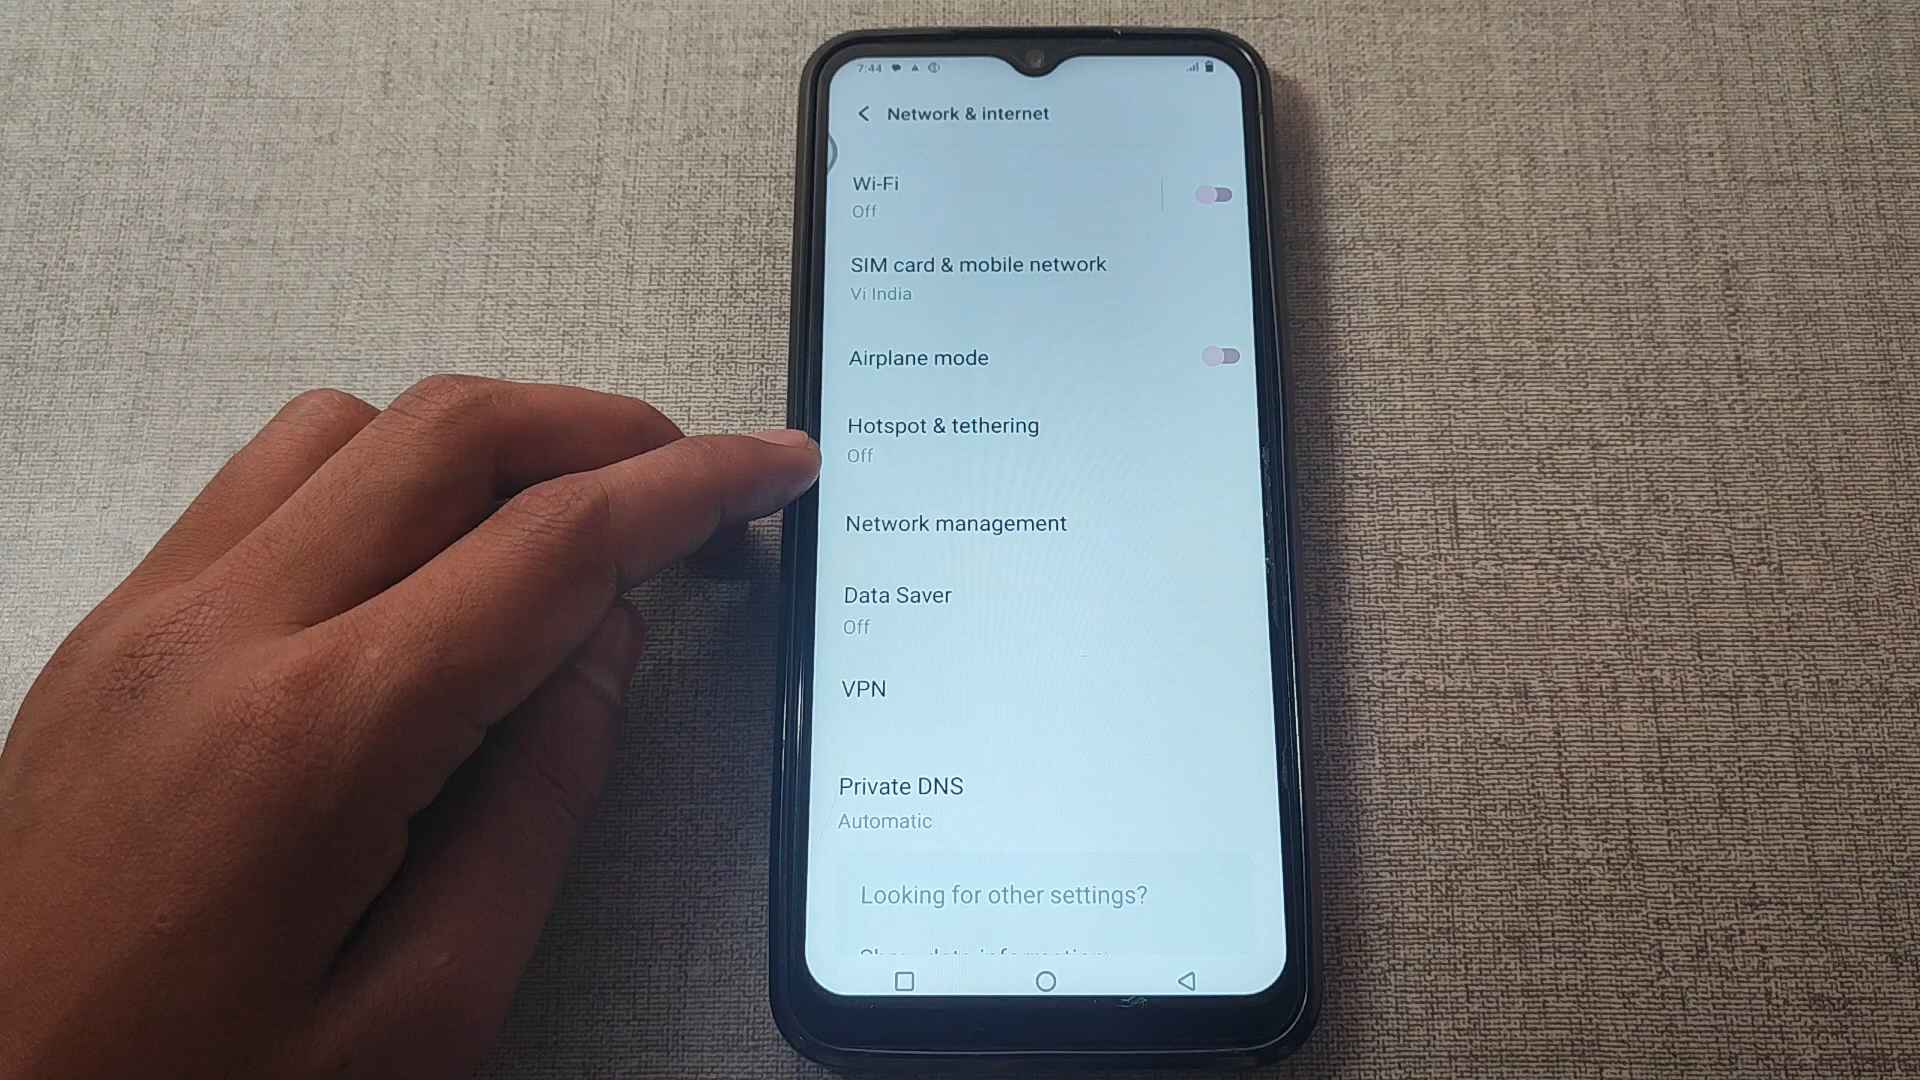 7:44
Network & internet
Wi-Fi
Off
SIM card & mobile network
Vi India
Airplane mode
Hotspot & tethering
Off
Network management
Data Saver
Off
VPN
Private DNS
Automatic
Looking for other settings?